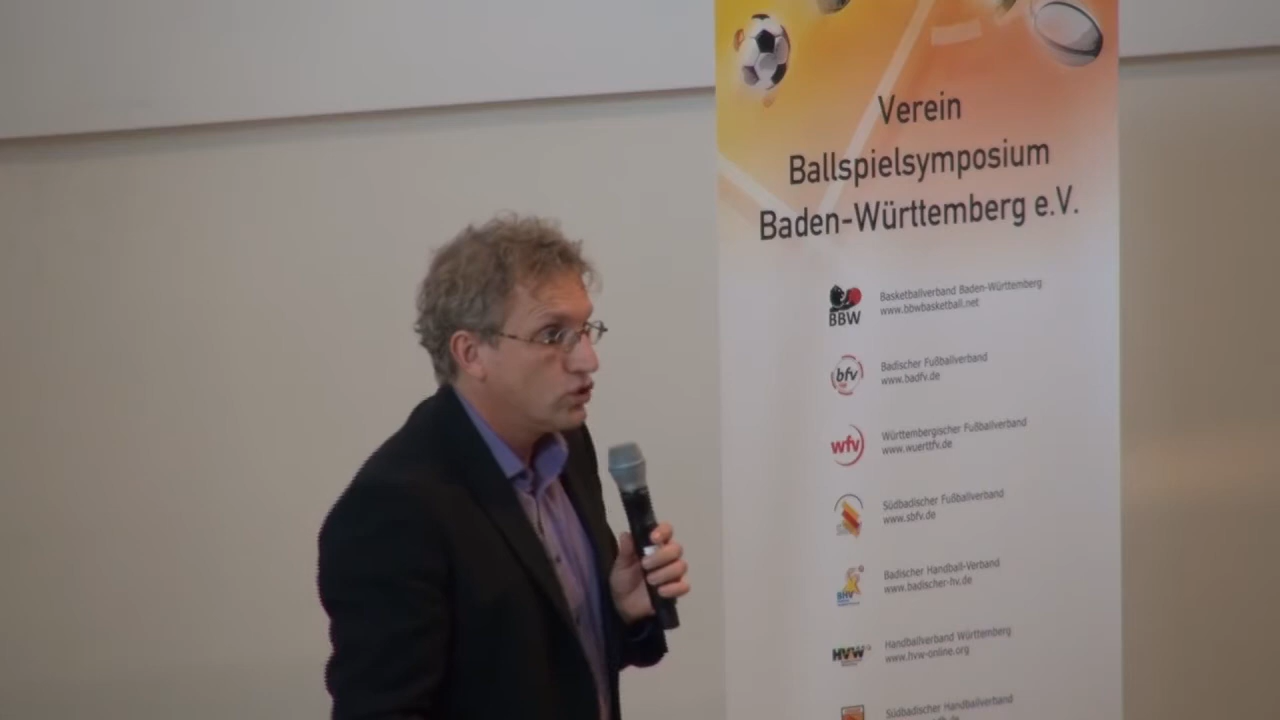 Verein
Ballspielsymposium
Baden-Württemberg e.V.
BBW
Basketballverband Baden-Württemberg
www.bbwbasketball.net
bfv
Badischer Fußballverband
www.badfv.de
wfv
Württembergischer Fußballverband
www.wuerttfv.de
Südbadischer Fußballverband
www.sbfv.de
BHV
Badischer Handball-Verband
www.badischer-hv.de
HVW
Handballverband Württemberg
www.hvw-online.org
Südbadischer Handballverband